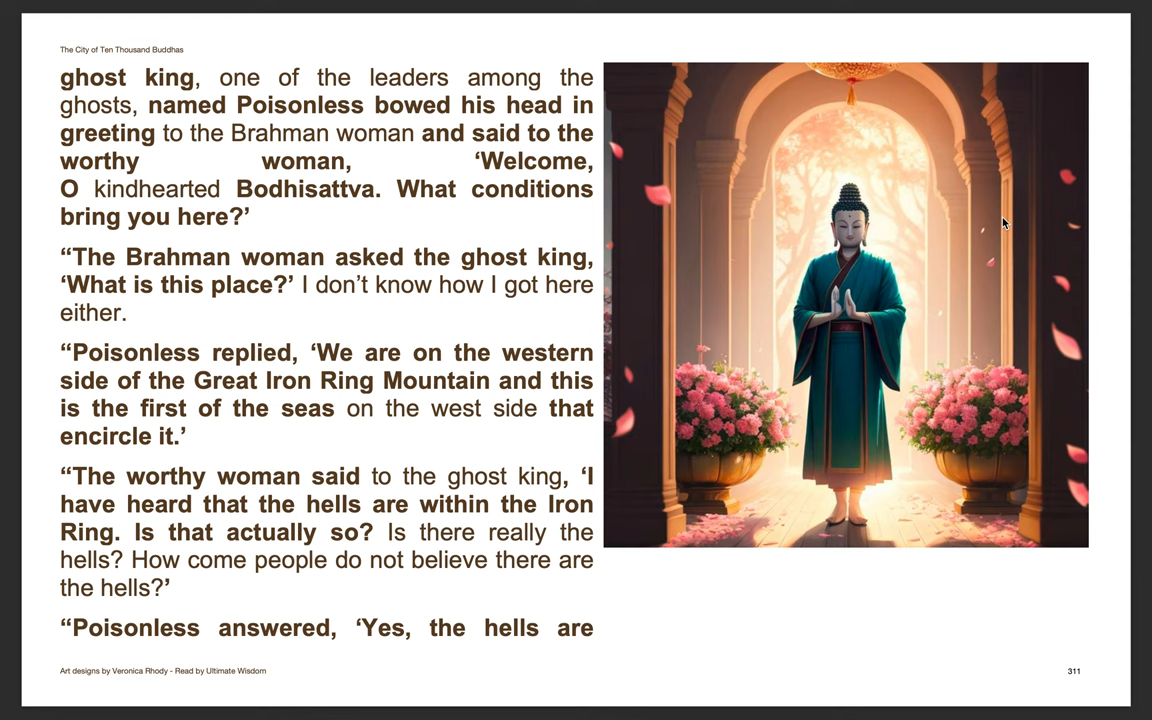 The City of Ten Thousand Buddhas
ghost king, one of the leaders among the
ghosts, named Poisonless bowed his head in
greeting to the Brahman woman and said to the
worthy woman, ‘Welcome,
O kindhearted Bodhisattva. What conditions
bring you here?’
“The Brahman woman asked the ghost king,
‘What is this place?’ I don’t know how I got here
either.
“Poisonless replied, ‘We are on the western
side of the Great Iron Ring Mountain and this
is the first of the seas on the west side that
encircle it.’
“The worthy woman said to the ghost king, ‘I
have heard that the hells are within the Iron
Ring. Is that actually so? Is there really the
hells? How come people do not believe there are
the hells?’
“Poisonless answered, ‘Yes, the hells are
Art designs by Veronica Rhody - Read by Ultimate Wisdom
311